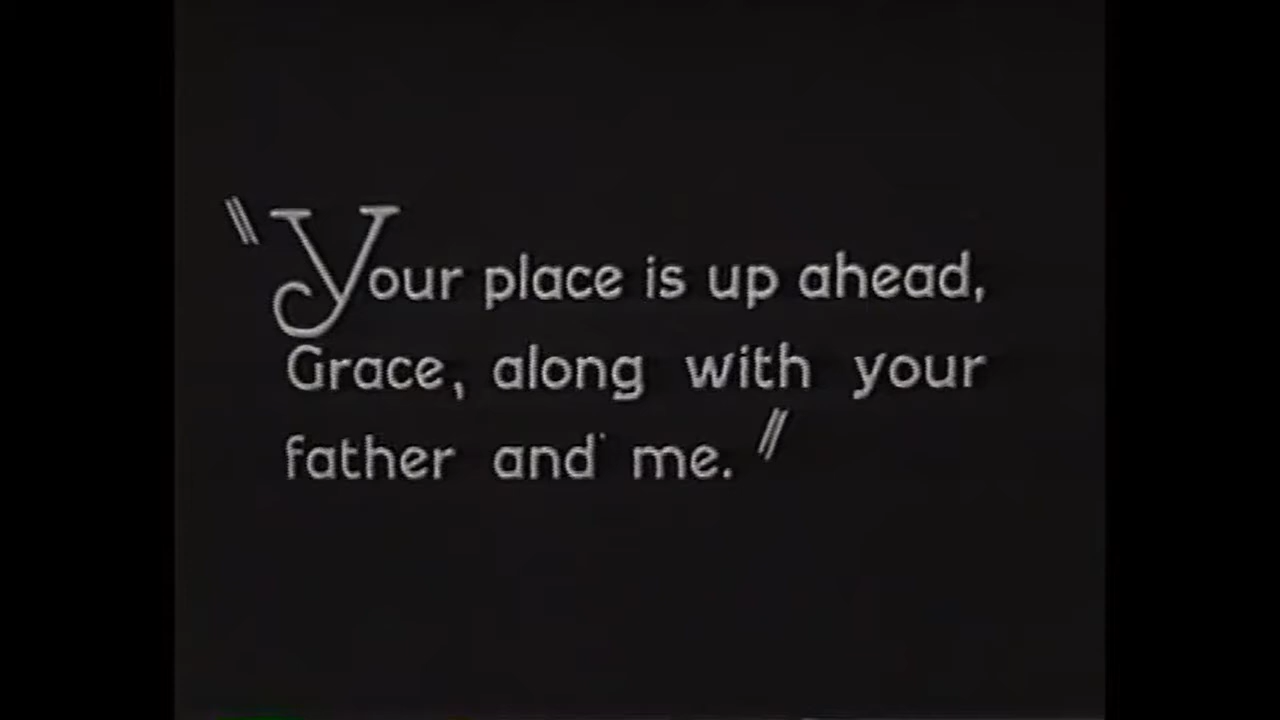 "Your place is up ahead,
Grace, along with your
father and me."